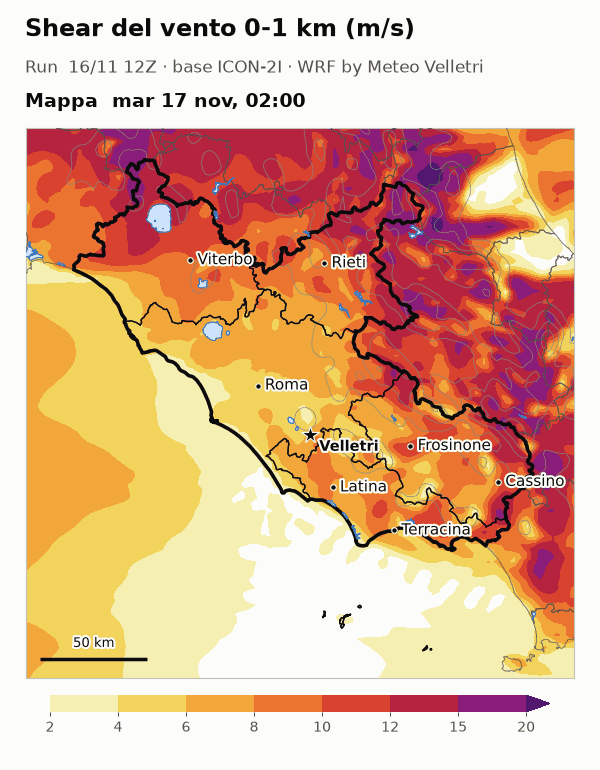 Shear del vento 0-1 km (m/s)
Run  16/11 12Z · base ICON-2I · WRF by Meteo Velletri
Mappa  mar 17 nov, 02:00
Viterbo
Rieti
Roma
Velletri
Frosinone
Cassino
Latina
Terracina
50 km
2 4 6 8 10 12 15 20